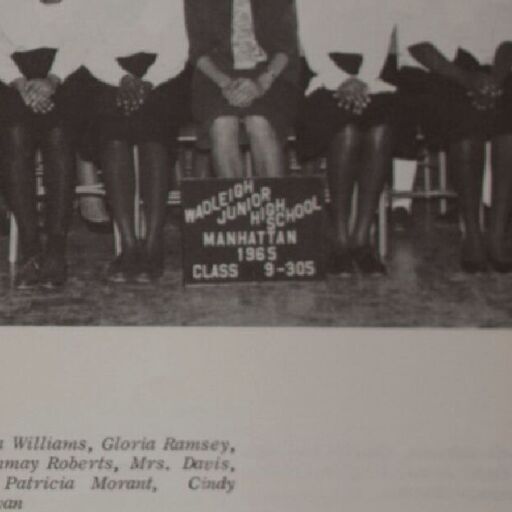 WADLEIGH
JUNIOR
HIGH
SCHOOL
MANHATTAN
1965
CLASS 9-305
Williams, Gloria Ramsey,
Roberts, Mrs. Davis,
Patricia Morant, Cindy